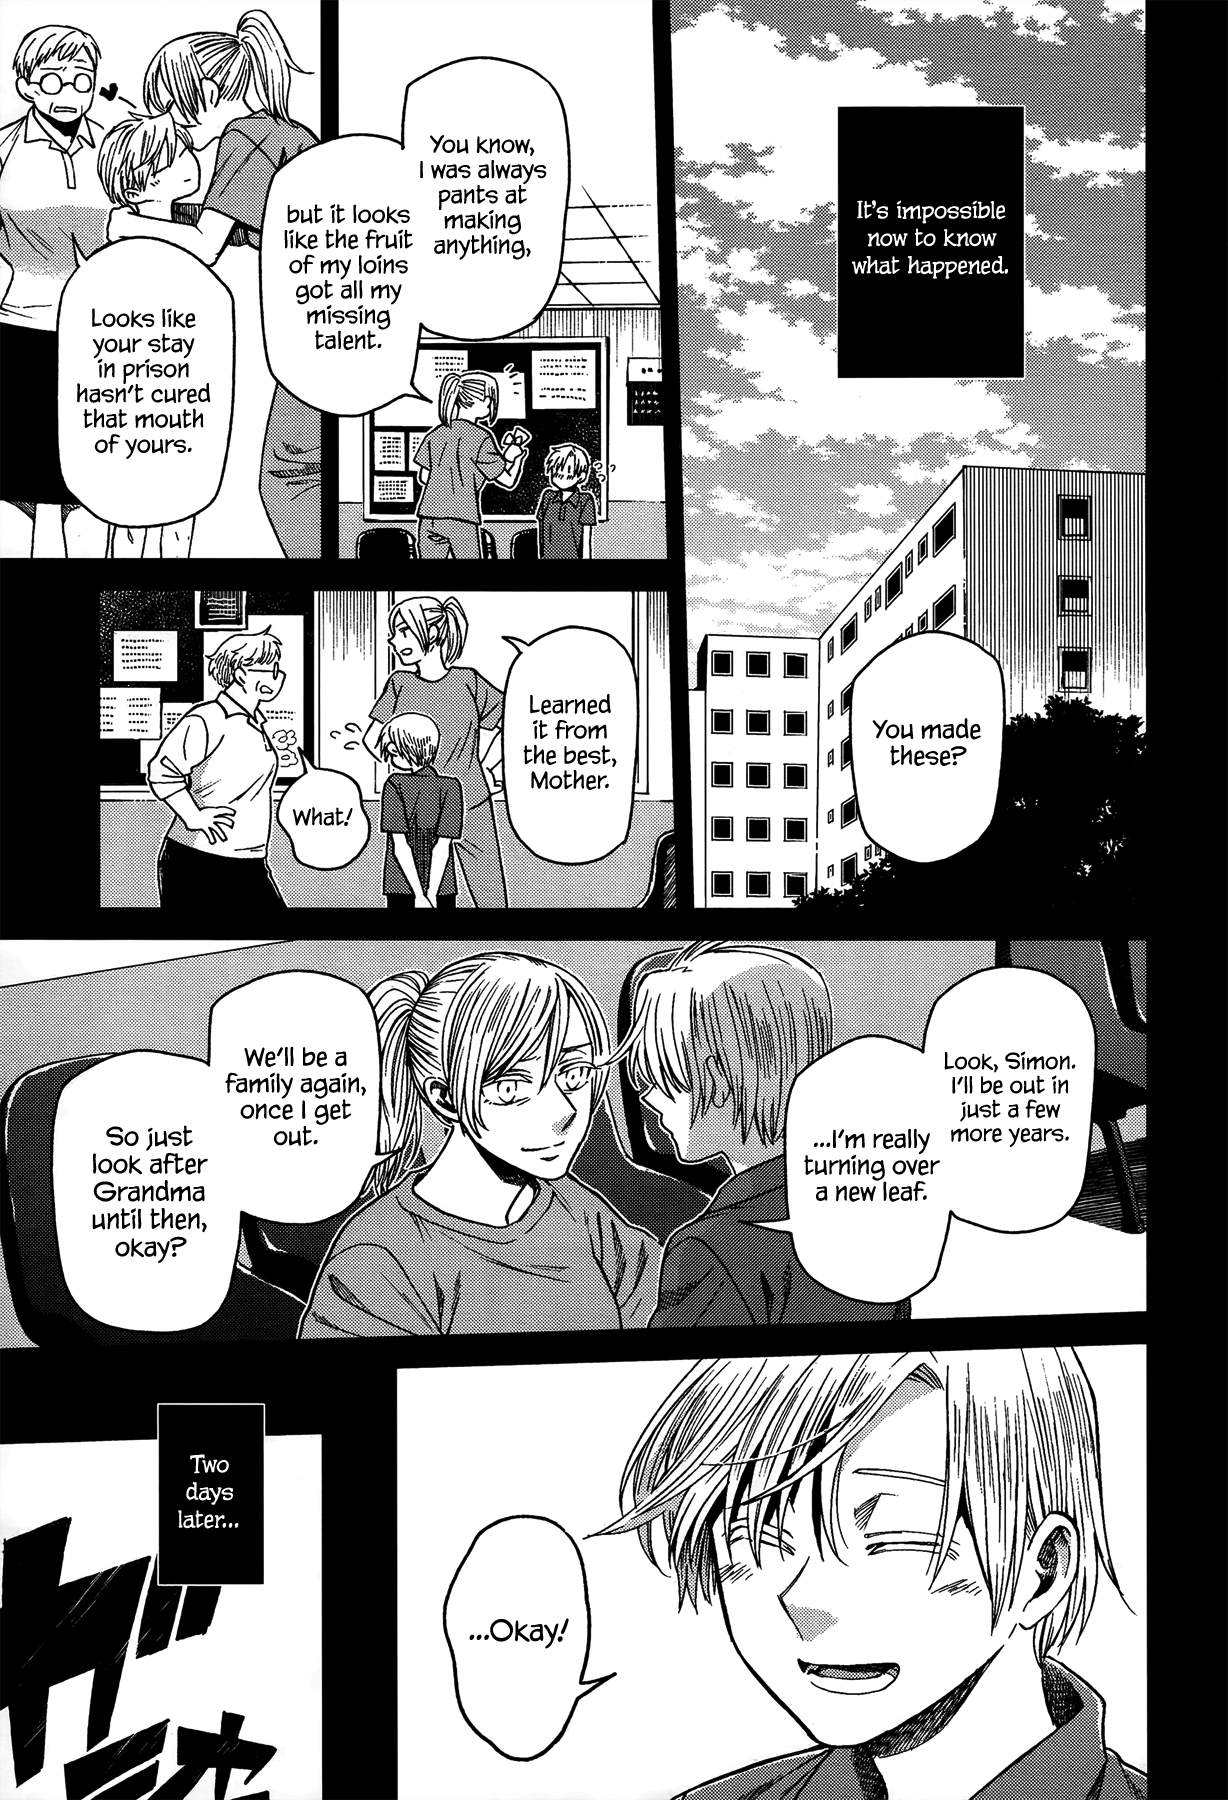 It's impossible
now to know
what happened.
You made
these?
You know,
I was always
pants at
making
anything,
but it looks
like the fruit
of my loins
got all my
missing
talent.
Looks like
your stay
in prison
hasn't cured
that mouth
of yours.
Learned
it from
the best,
Mother.
What!
Look, Simon.
I'll be out in
just a few
more years.
...I'm really
turning over
a new leaf.
We'll be a
family again,
once I get
out.
So just
look after
Grandma
until then,
okay?
...Okay!
Two
days
later...